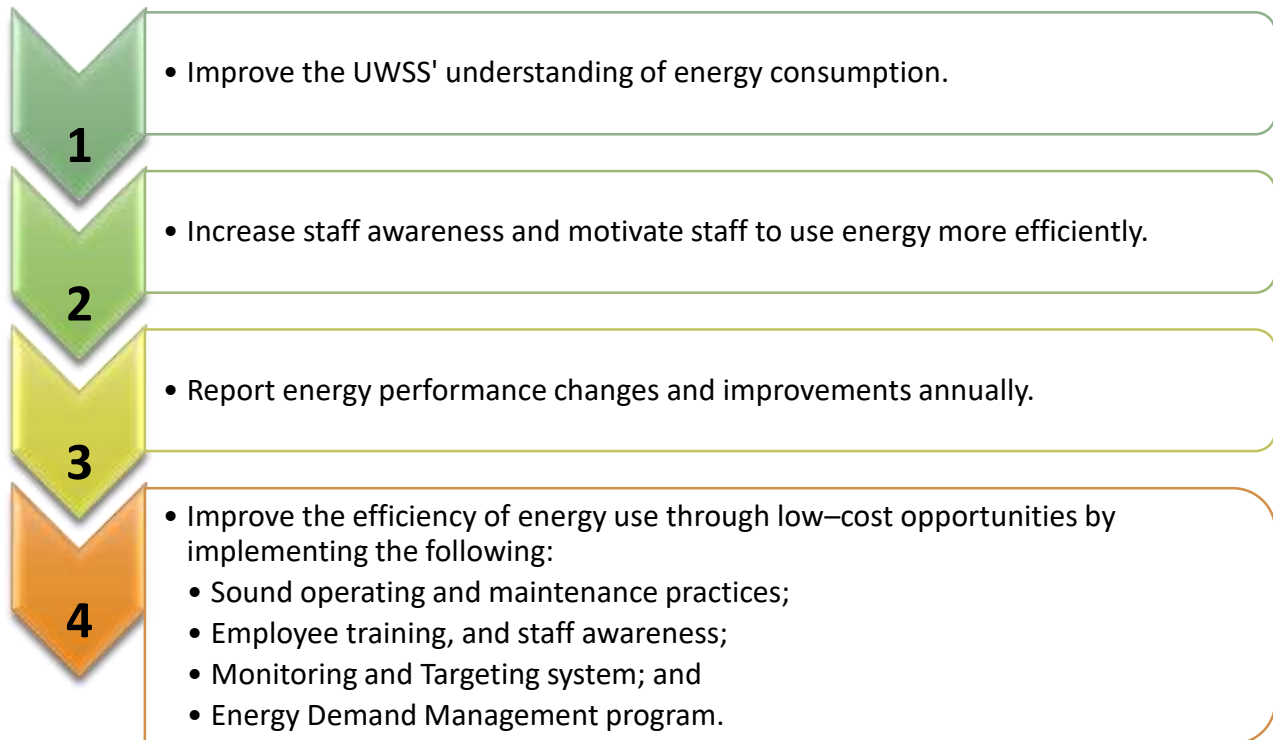 • Improve the UWSS' understanding of energy consumption.
1
• Increase staff awareness and motivate staff to use energy more efficiently.
2
• Report energy performance changes and improvements annually.
3
• Improve the efficiency of energy use through low–cost opportunities by
implementing the following:
• Sound operating and maintenance practices;
4
• Employee training, and staff awareness;
• Monitoring and Targeting system; and
• Energy Demand Management program.